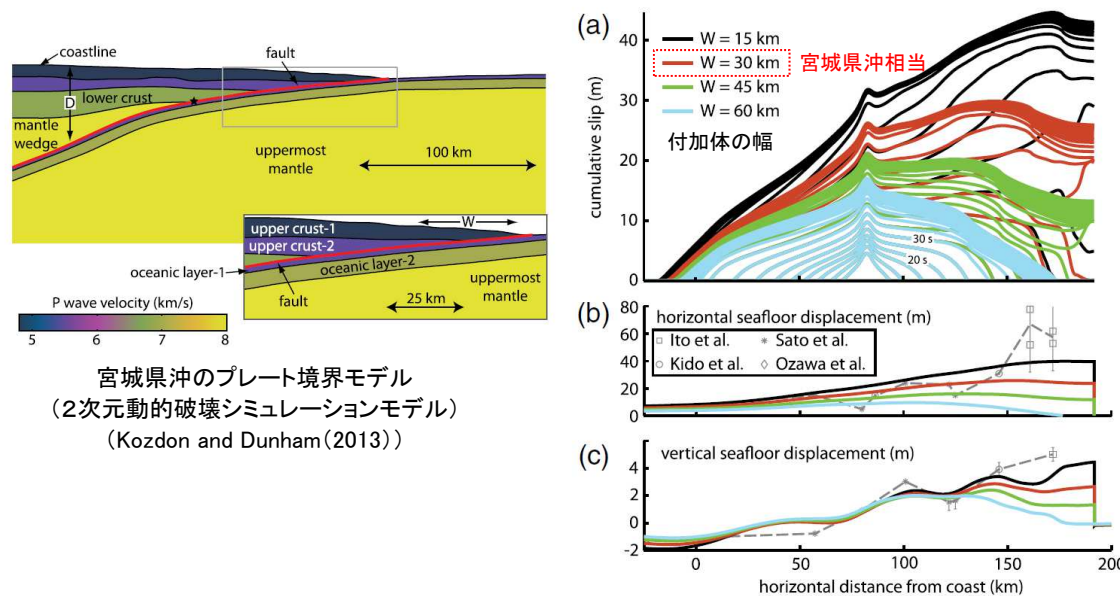 coastline
fault
D
lower crust
mantle
wedge
uppermost
mantle
100 km
W
upper crust-1
upper crust-2
oceanic layer-1
oceanic layer-2
fault
uppermost
mantle
25 km
P wave velocity (km/s)
5 6 7 8
宮城県沖のプレート境界モデル
(2次元動的破壊シミュレーションモデル)
(Kozdon and Dunham(2013))
(a)
cumulative slip (m)
40
30
20
10
0
W = 15 km
W = 30 km
宮城県沖相当
W = 45 km
W = 60 km
付加体の幅
30 s
20 s
(b)
horizontal seafloor displacement (m)
80
60
40
20
0
Ito et al. Sato et al.
Kido et al. Ozawa et al.
(c)
vertical seafloor displacement (m)
4
2
0
-2
0 50 100 150 200
horizontal distance from coast (km)